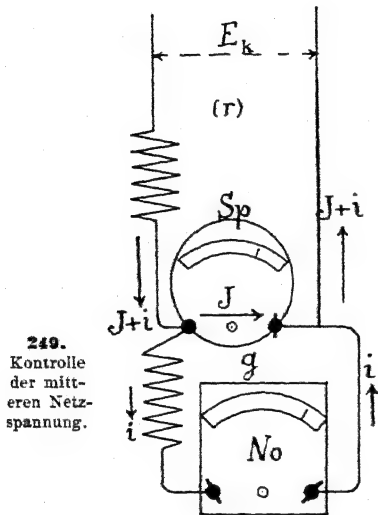 E_k
(r)
Sp
J+i
J
J+i
g
i
i
No
249.
Kontrolle
der mitt-
eren Netz-
spannung.